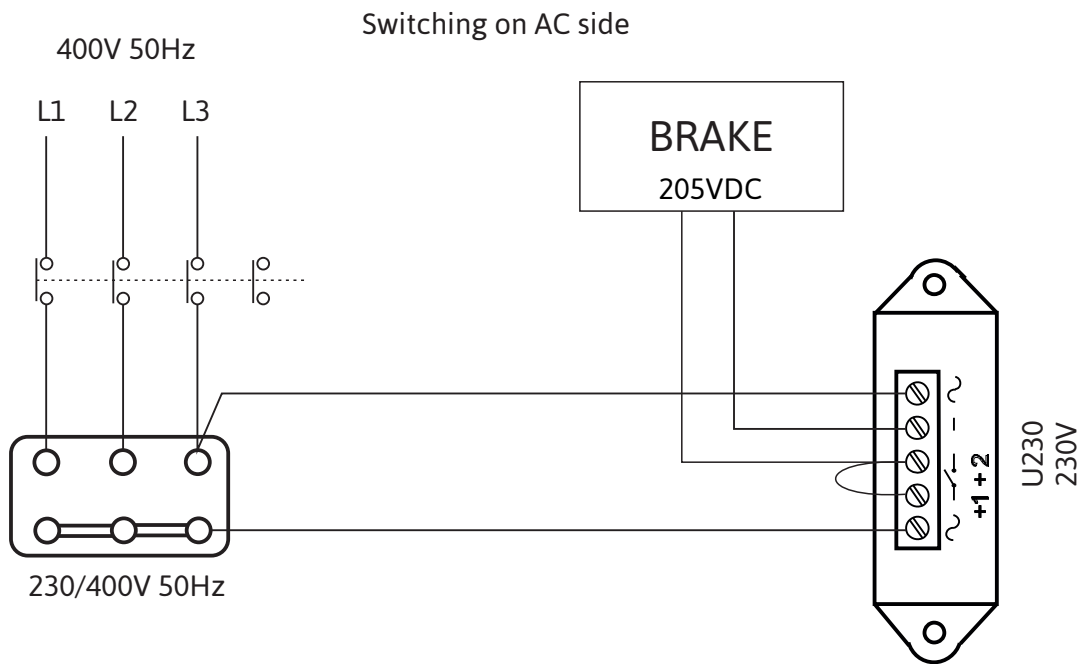 Switching on AC side
400V 50Hz
L1 L2 L3
BRAKE
205VDC
+1 +2
U230
230V
230/400V 50Hz